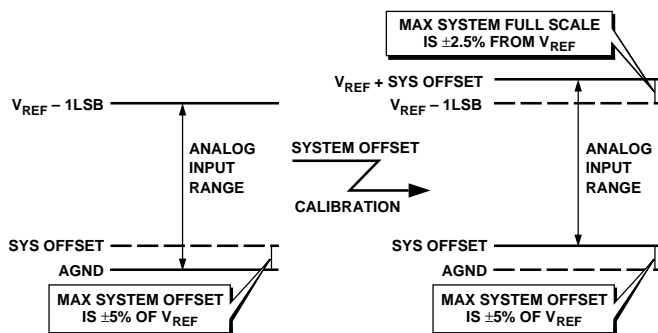 MAX SYSTEM FULL SCALE
IS ±2.5% FROM VREF
VREF – 1LSB
ANALOG
INPUT
RANGE
SYS OFFSET
AGND
MAX SYSTEM OFFSET
IS ±5% OF VREF
SYSTEM OFFSET
CALIBRATION
VREF + SYS OFFSET
VREF – 1LSB
ANALOG
INPUT
RANGE
SYS OFFSET
AGND
MAX SYSTEM OFFSET
IS ±5% OF VREF